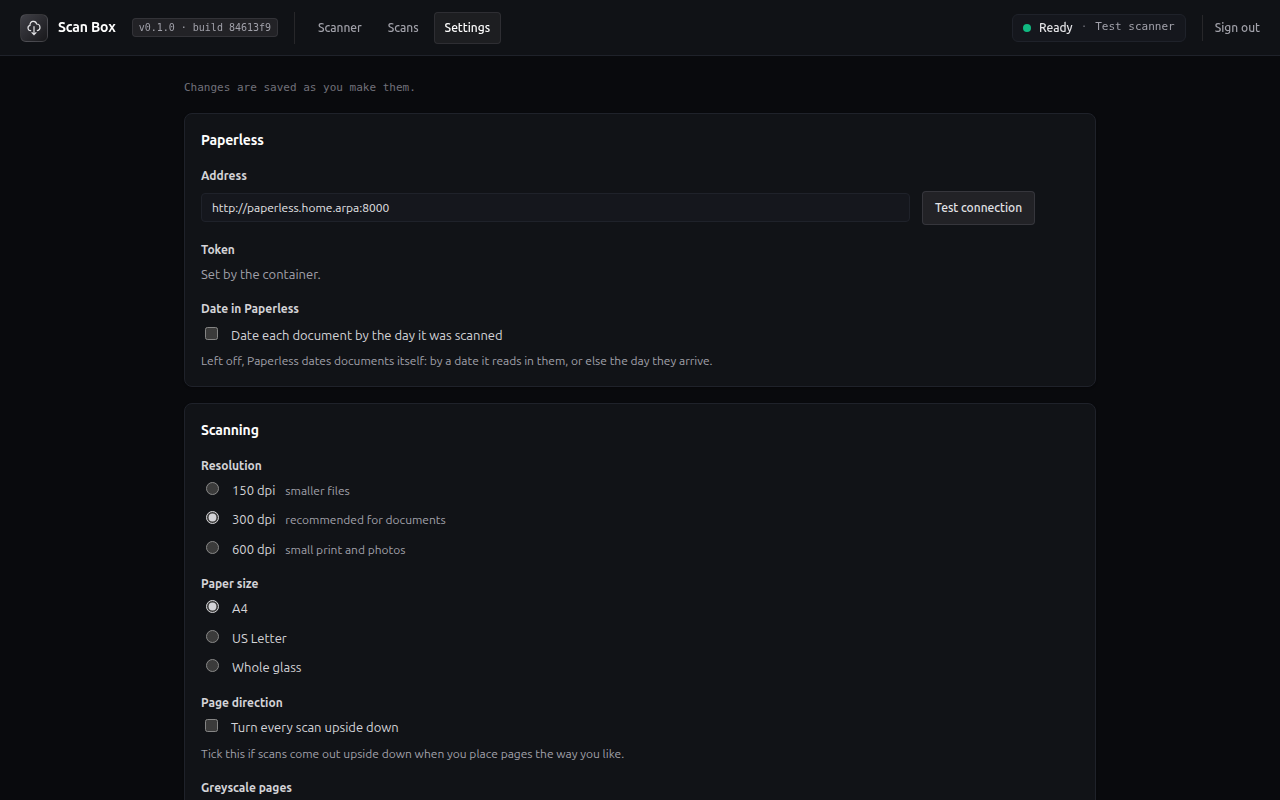 Scan Box v0.1.0 · build 84613f9 Scanner Scans Settings Ready · Test scanner Sign out
Changes are saved as you make them.
Paperless
Address
http://paperless.home.arpa:8000 Test connection
Token
Set by the container.
Date in Paperless
Date each document by the day it was scanned
Left off, Paperless dates documents itself: by a date it reads in them, or else the day they arrive.
Scanning
Resolution
150 dpi smaller files
300 dpi recommended for documents
600 dpi small print and photos
Paper size
A4
US Letter
Whole glass
Page direction
Turn every scan upside down
Tick this if scans come out upside down when you place pages the way you like.
Greyscale pages